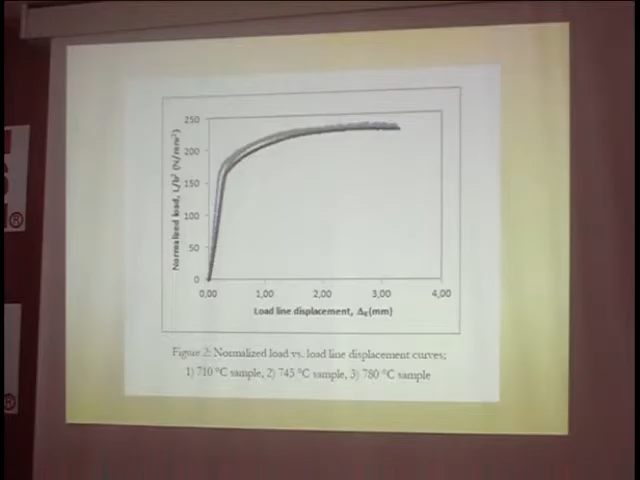 250
200
150
100
50
0
0,00 1,00 2,00 3,00 4,00
Normalized load, L/b² (N/mm²)
Load line displacement, Δ (mm)
Figure 2: Normalized load vs. load line displacement curves;
1) 710 °C sample, 2) 745 °C sample, 3) 780 °C sample
®
®